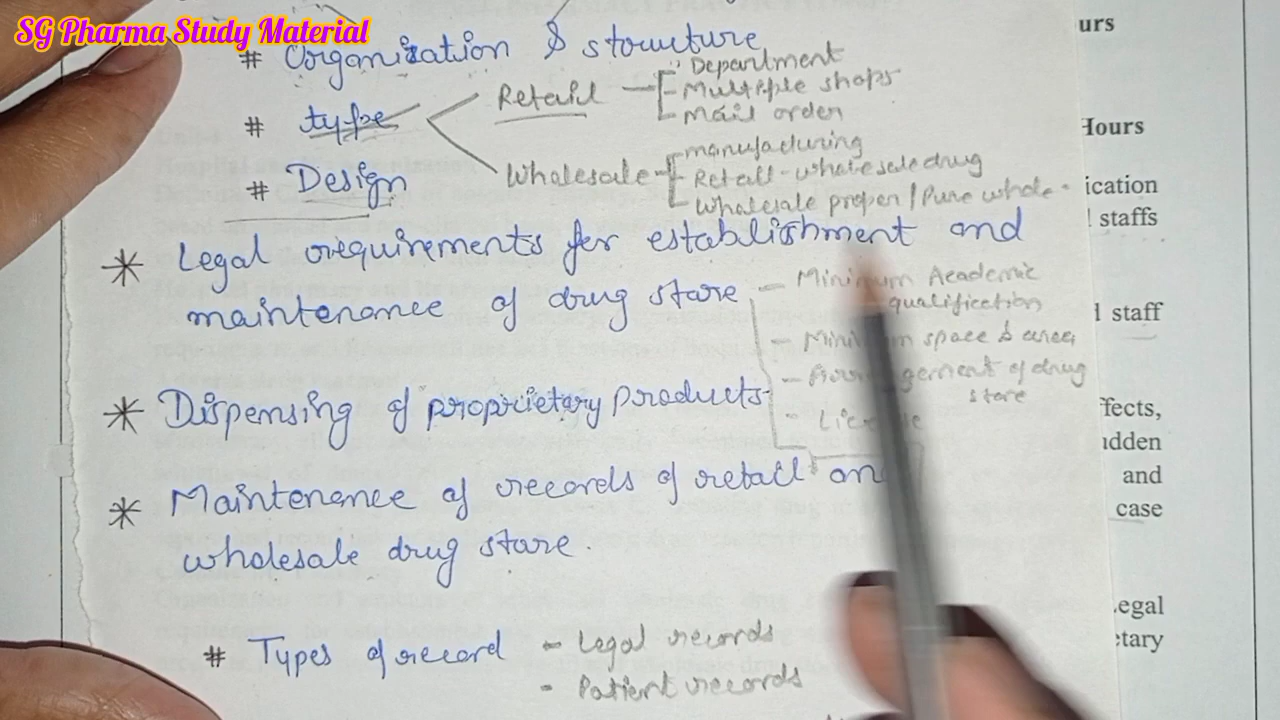 SG Pharma Study Material
# Organization & structure
# type
Retail
Department
Multiple shops
Mail order
Wholesale
manufacturing
Retail - wholesale drug
Wholesale proper / Pure whole -
# Design
* Legal requirements for establishment and
maintenance of drug store
- Minimum Academic
qualification
- Minimum space & area
- Arrangement of drug
store
- License
* Dispensing of proprietary products
* Maintenance of records of retail and
wholesale drug store.
# Types of record
- Legal records
- Patient records
urs
Hours
ication
staffs
staff
ffects,
udden
and
case
egal
etary